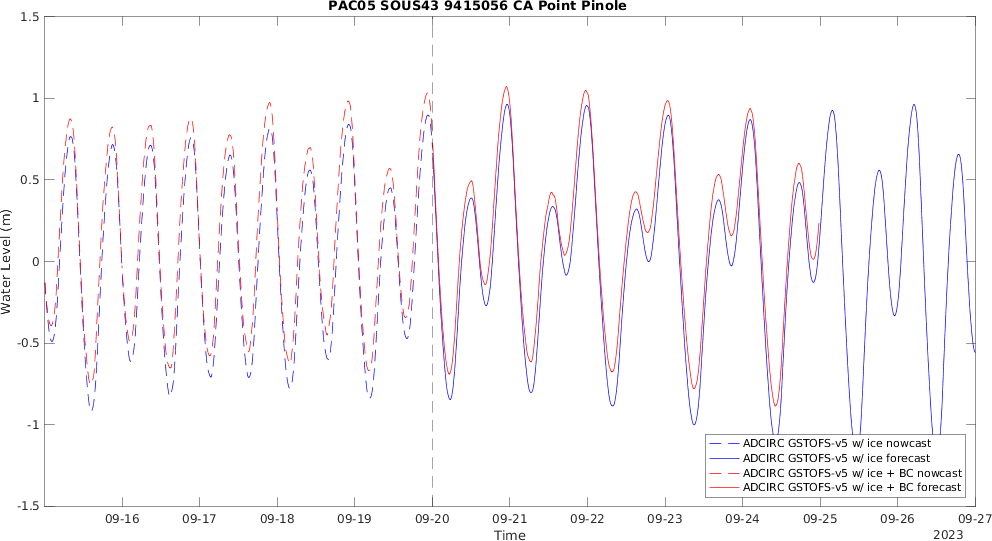 PAC05 SOUS43 9415056 CA Point Pinole
1.5
1
0.5
0
-0.5
-1
-1.5
Water Level (m)
ADCIRC GSTOFS-v5 w/ ice nowcast
ADCIRC GSTOFS-v5 w/ ice forecast
ADCIRC GSTOFS-v5 w/ ice + BC nowcast
ADCIRC GSTOFS-v5 w/ ice + BC forecast
09-16 09-17 09-18 09-19 09-20 09-21 09-22 09-23 09-24 09-25 09-26 09-27
Time
2023